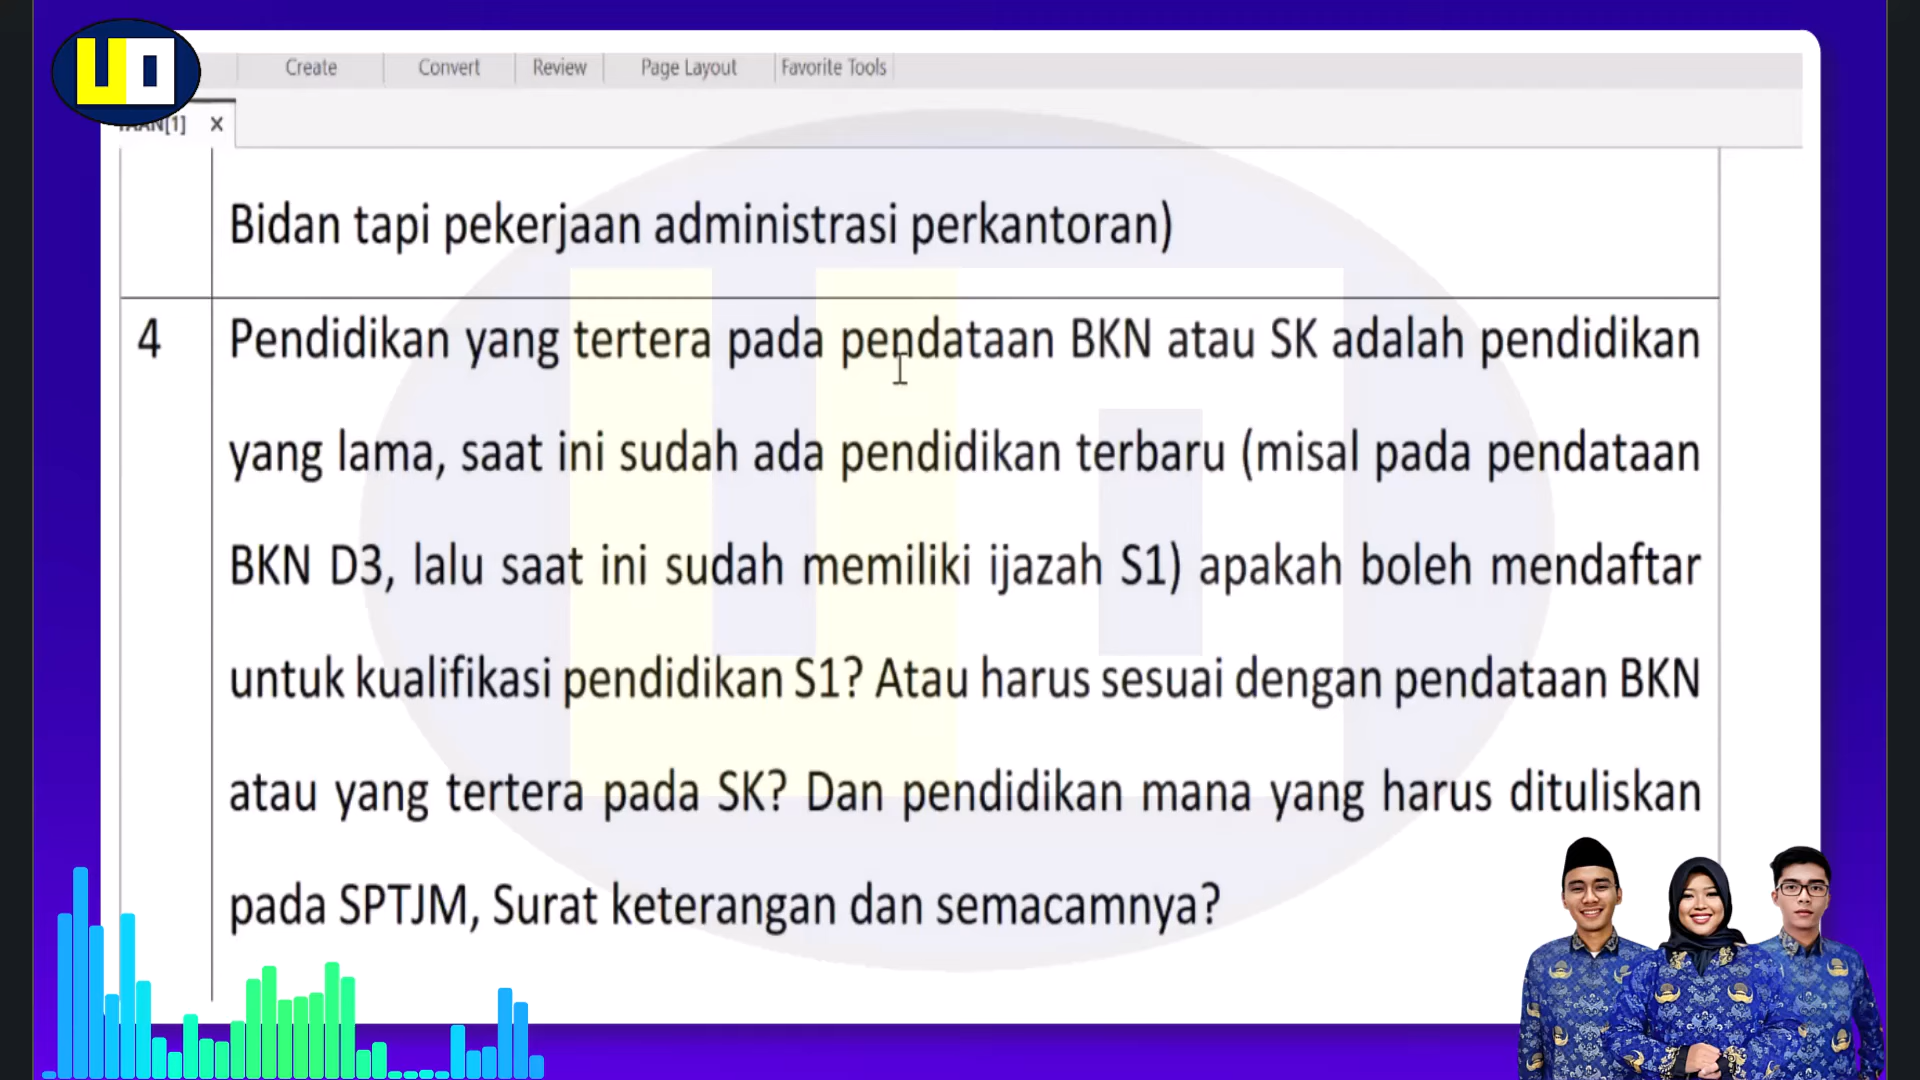 UO
Create Convert Review Page Layout Favorite Tools
[1] X
Bidan tapi pekerjaan administrasi perkantoran)
4 Pendidikan yang tertera pada pendataan BKN atau SK adalah pendidikan
yang lama, saat ini sudah ada pendidikan terbaru (misal pada pendataan
BKN D3, lalu saat ini sudah memiliki ijazah S1) apakah boleh mendaftar
untuk kualifikasi pendidikan S1? Atau harus sesuai dengan pendataan BKN
atau yang tertera pada SK? Dan pendidikan mana yang harus dituliskan
pada SPTJM, Surat keterangan dan semacamnya?